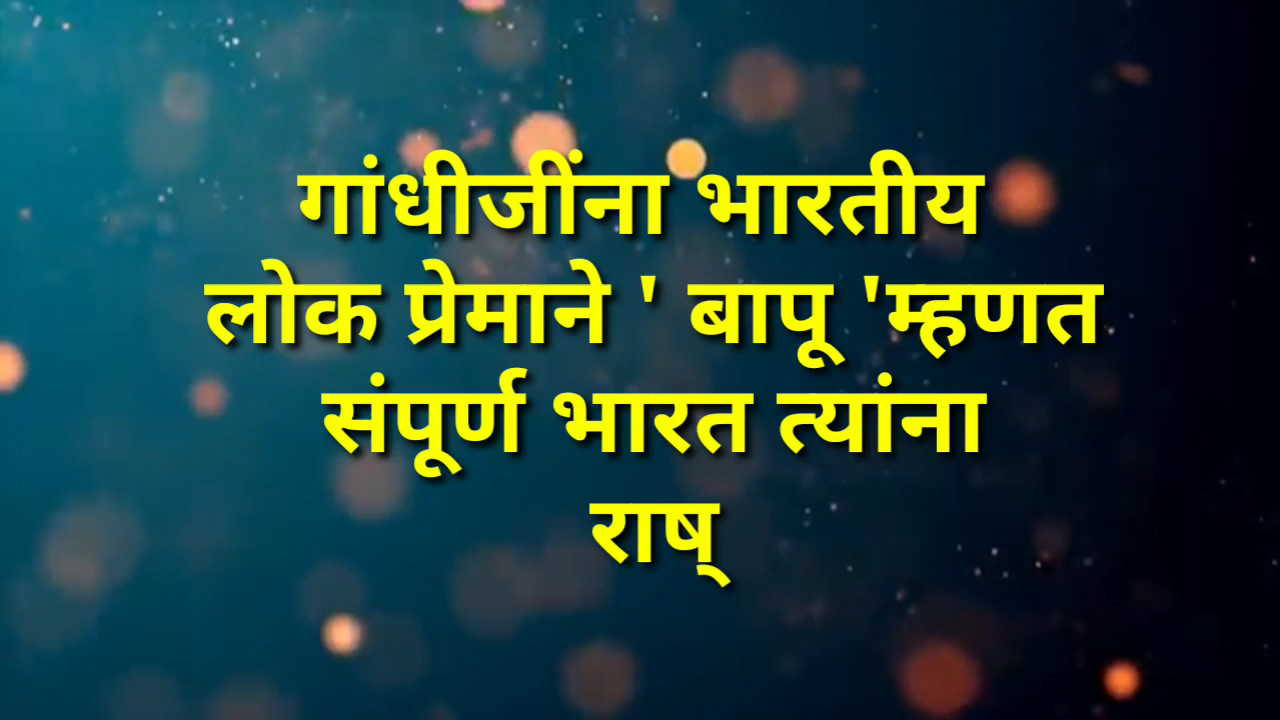 गांधीजींना भारतीय
लोक प्रेमाने ' बापू 'म्हणत
संपूर्ण भारत त्यांना
राष्